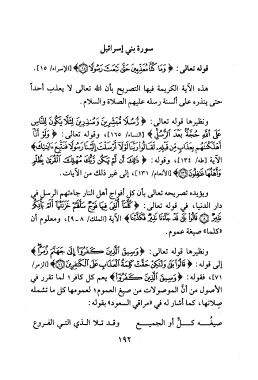 سورة بني إسرائيل
قوله تعالى: ﴿وَمَا كُنَّا مُعَذِّبِينَ حَتَّى نَبْعَثَ رَسُولًا﴾ [الإسراء/ ١٥].
هذه الآية الكريمة فيها التصريح بأن الله تعالى لا يعذب أحداً
حتى ينذره على ألسنة رسله عليهم الصلاة والسلام.
ونظيرها قوله تعالى: ﴿رُّسُلًا مُّبَشِّرِينَ وَمُنذِرِينَ لِئَلَّا يَكُونَ لِلنَّاسِ
عَلَى اللَّهِ حُجَّةٌ بَعْدَ الرُّسُلِ﴾ [النساء/ ١٦٥]، وقوله تعالى: ﴿وَلَوْ أَنَّا
أَهْلَكْنَاهُم بِعَذَابٍ مِّن قَبْلِهِ لَقَالُوا رَبَّنَا لَوْلَا أَرْسَلْتَ إِلَيْنَا رَسُولًا فَنَتَّبِعَ ءَايَاتِكَ﴾
الآية [طه/ ١٣٤]، وقوله: ﴿ذَلِكَ أَن لَّمْ يَكُن رَّبُّكَ مُهْلِكَ الْقُرَى بِظُلْمٍ
وَأَهْلُهَا غَافِلُونَ﴾ [الأنعام/ ١٣١]، إلى غير ذلك من الآيات.
ويؤيده تصريحه تعالى بأن كل أفواج أهل النار جاءتهم الرسل في
دار الدنيا، في قوله تعالى: ﴿كُلَّمَا أُلْقِيَ فِيهَا فَوْجٌ سَأَلَهُمْ خَزَنَتُهَا أَلَمْ يَأْتِكُمْ
نَذِيرٌ قَالُوا بَلَى قَدْ جَاءَنَا نَذِيرٌ فَكَذَّبْنَا﴾ الآية [الملك/ ٨-٩]، ومعلوم أن
«كلما» صيغة عموم.
ونظيرها قوله تعالى: ﴿وَسِيقَ الَّذِينَ كَفَرُوا إِلَى جَهَنَّمَ زُمَرًا﴾
إلى قوله: ﴿قَالُوا بَلَى وَلَكِنْ حَقَّتْ كَلِمَةُ الْعَذَابِ عَلَى الْكَافِرِينَ﴾ [الزمر/
٧١]، فقوله: ﴿وَسِيقَ الَّذِينَ كَفَرُوا﴾ يعم كل كافر؛ لما تقرر في
الأصول من أنَّ الموصولات من صيغ العموم؛ لعمومها كل ما تشمله
صِلاتها، كما أشار له في «مراقي السعود» بقوله:
صيغه كلٌّ أو الجميع وقد تلا الذي التي الفروع
١٩٢